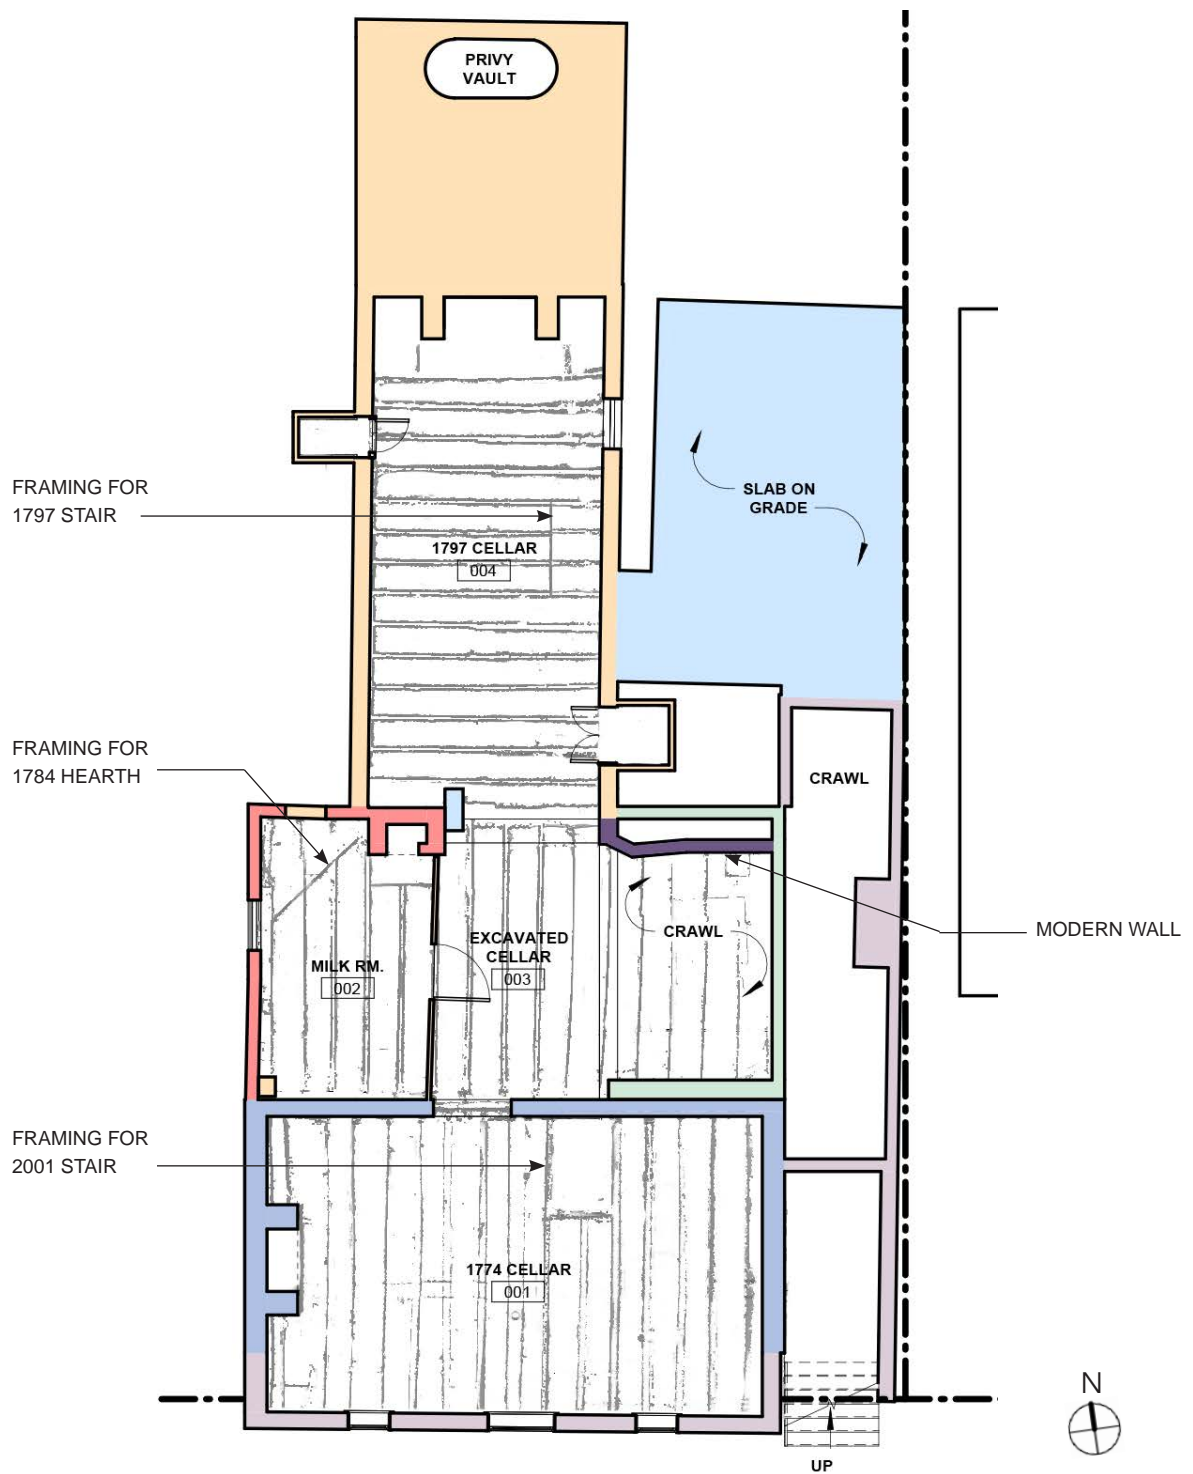 PRIVY
VAULT
FRAMING FOR
1797 STAIR
SLAB ON
GRADE
1797 CELLAR
004
FRAMING FOR
1784 HEARTH
CRAWL
MODERN WALL
CRAWL
EXCAVATED
CELLAR
003
MILK RM.
002
FRAMING FOR
2001 STAIR
1774 CELLAR
001
N
UP